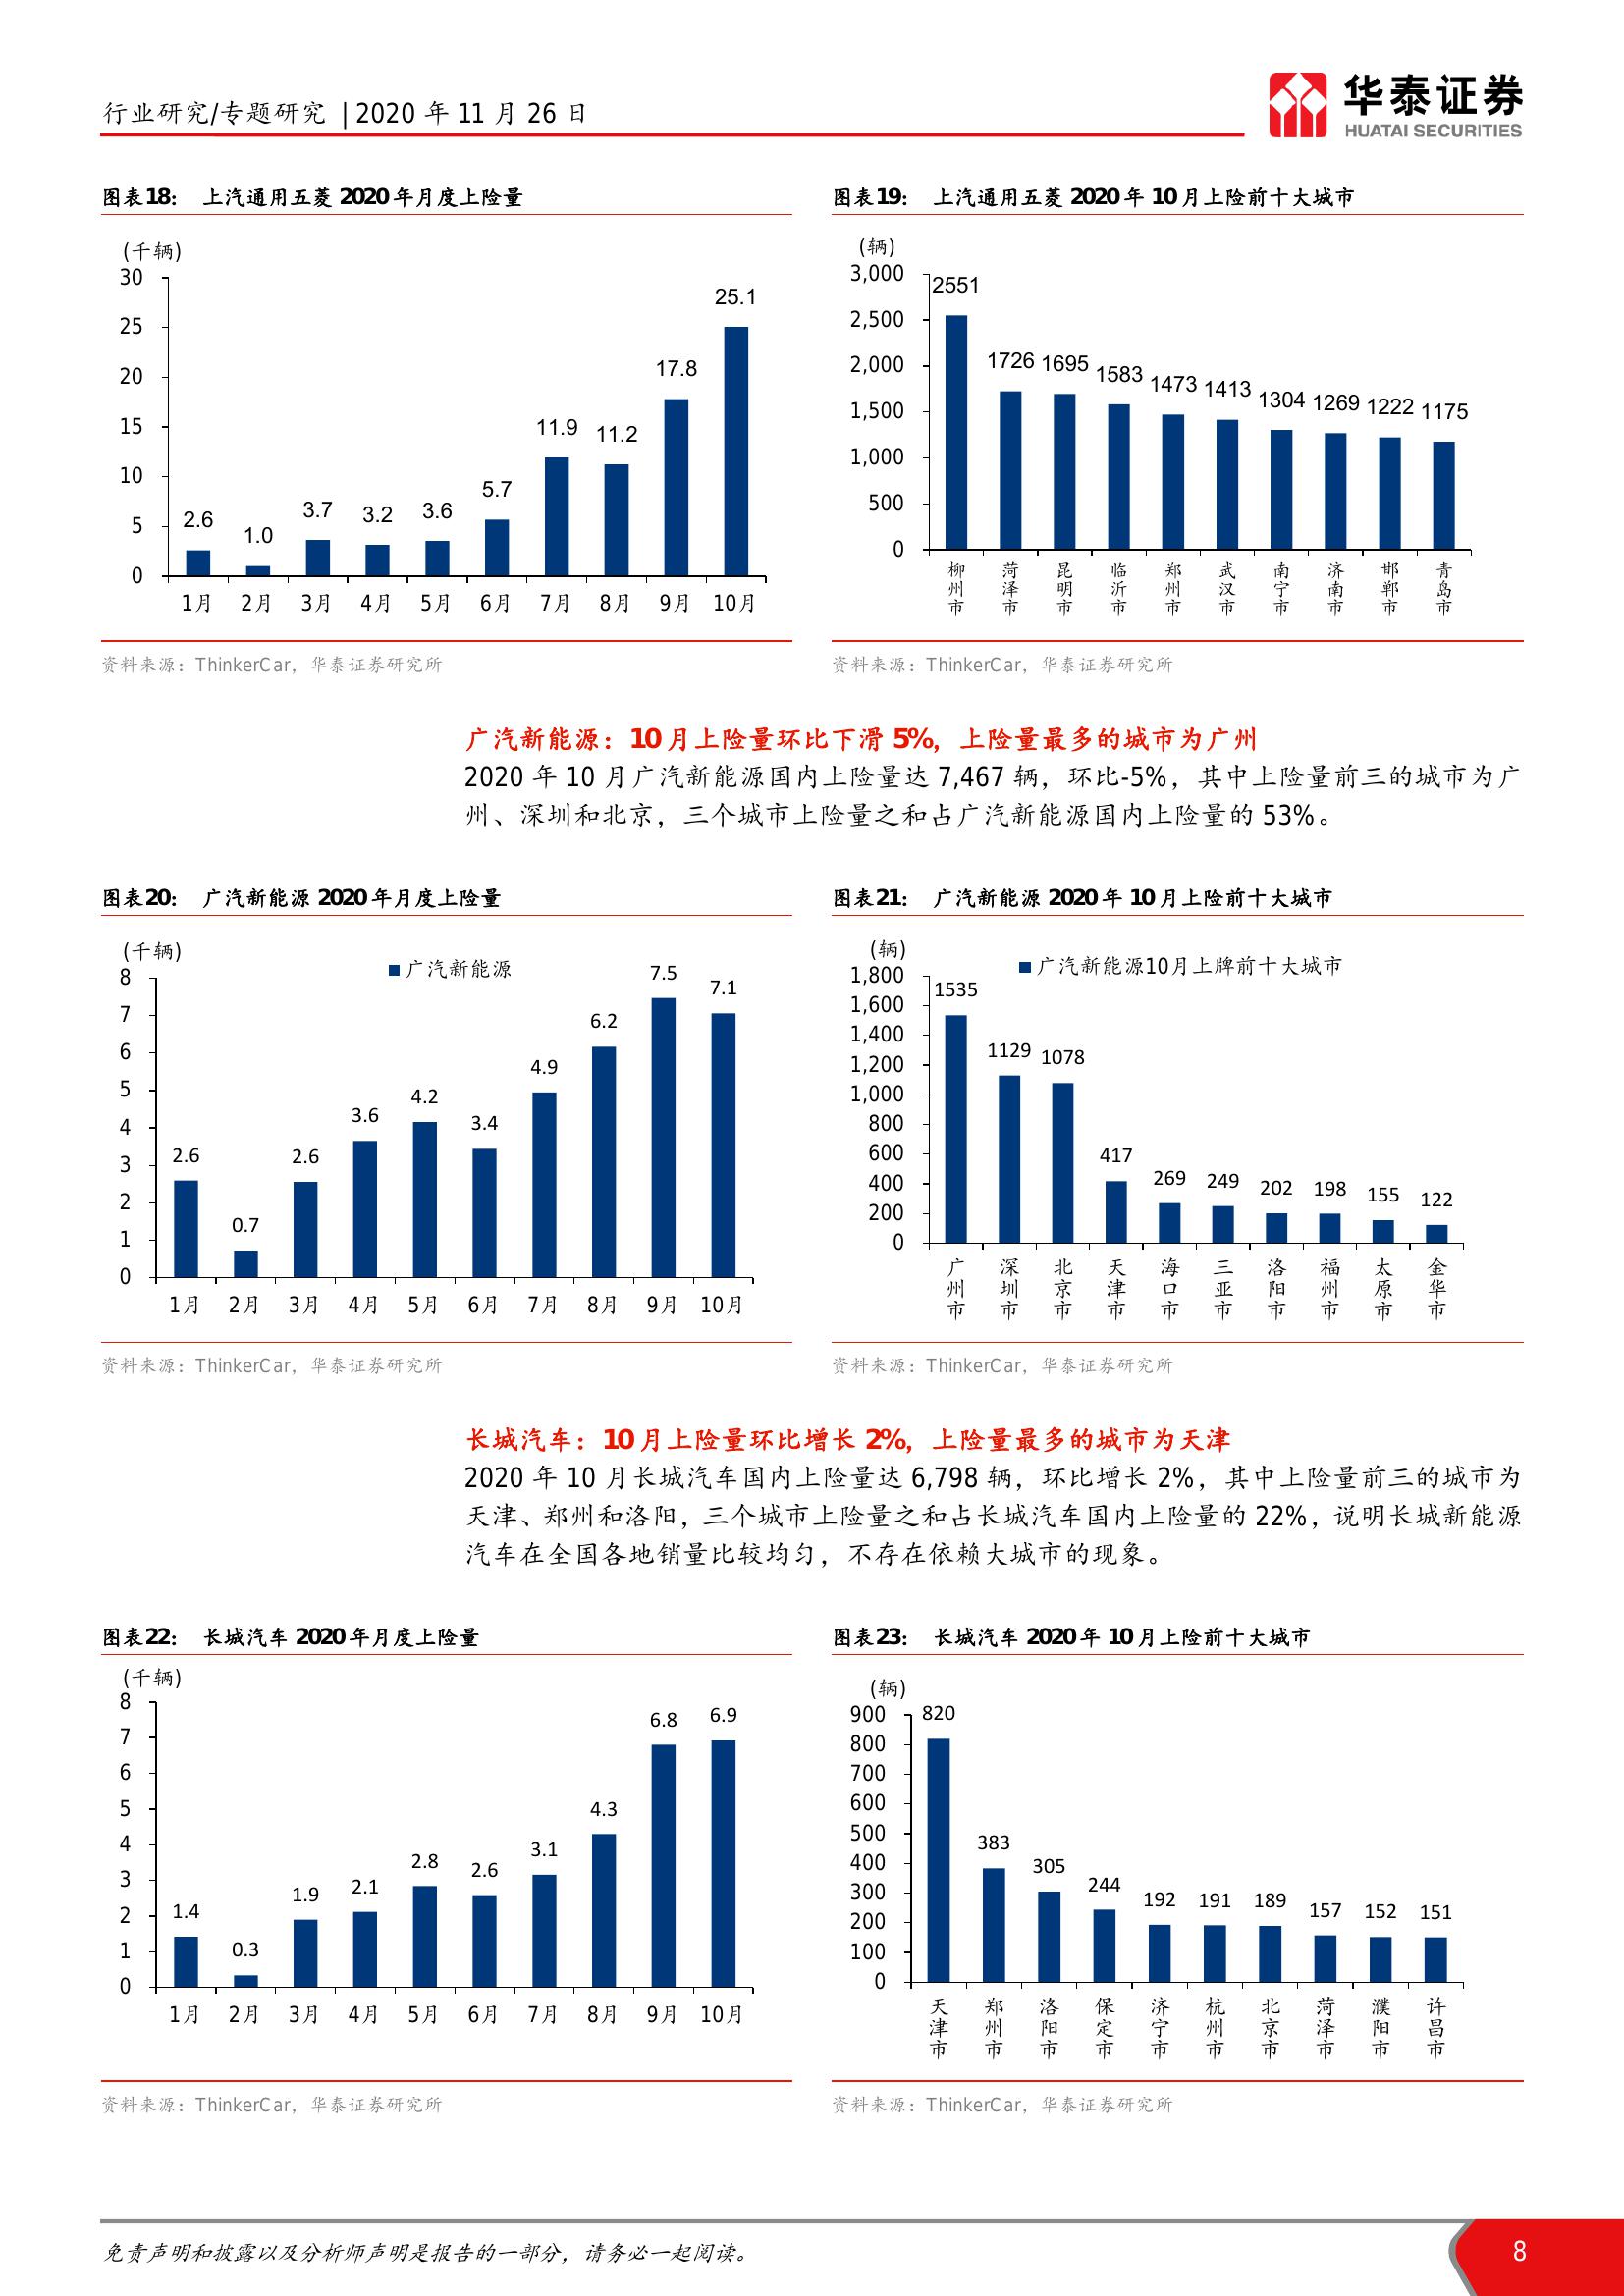 行业研究/专题研究 | 2020 年 11 月 26 日
华泰证券
HUATAI SECURITIES
图表18： 上汽通用五菱 2020 年月度上险量
(千辆)
30
25
20
15
10
5
0
2.6
1.0
3.7
3.2
3.6
5.7
11.9
11.2
17.8
25.1
1月 2月 3月 4月 5月 6月 7月 8月 9月 10月
资料来源：ThinkerCar，华泰证券研究所
图表19： 上汽通用五菱 2020 年 10 月上险前十大城市
(辆)
3,000
2,500
2,000
1,500
1,000
500
0
2551
1726 1695 1583 1473 1413 1304 1269 1222 1175
柳州市 菏泽市 昆明市 临沂市 郑州市 武汉市 南宁市 济南市 邯郸市 青岛市
资料来源：ThinkerCar，华泰证券研究所
广汽新能源：10 月上险量环比下滑 5%，上险量最多的城市为广州
2020 年 10 月广汽新能源国内上险量达 7,467 辆，环比-5%，其中上险量前三的城市为广
州、深圳和北京，三个城市上险量之和占广汽新能源国内上险量的 53%。
图表20： 广汽新能源 2020 年月度上险量
(千辆)
广汽新能源
8
7
6
5
4
3
2
1
0
2.6
0.7
2.6
3.6
4.2
3.4
4.9
6.2
7.5
7.1
1月 2月 3月 4月 5月 6月 7月 8月 9月 10月
资料来源：ThinkerCar，华泰证券研究所
图表21： 广汽新能源 2020 年 10 月上险前十大城市
(辆)
广汽新能源10月上牌前十大城市
1,800
1,600
1,400
1,200
1,000
800
600
400
200
0
1535
1129 1078
417
269 249 202 198 155 122
广州市 深圳市 北京市 天津市 海口市 三亚市 洛阳市 福州市 太原市 金华市
资料来源：ThinkerCar，华泰证券研究所
长城汽车：10 月上险量环比增长 2%，上险量最多的城市为天津
2020 年 10 月长城汽车国内上险量达 6,798 辆，环比增长 2%，其中上险量前三的城市为
天津、郑州和洛阳，三个城市上险量之和占长城汽车国内上险量的 22%，说明长城新能源
汽车在全国各地销量比较均匀，不存在依赖大城市的现象。
图表22： 长城汽车 2020 年月度上险量
(千辆)
8
7
6
5
4
3
2
1
0
1.4
0.3
1.9
2.1
2.8
2.6
3.1
4.3
6.8
6.9
1月 2月 3月 4月 5月 6月 7月 8月 9月 10月
资料来源：ThinkerCar，华泰证券研究所
图表23： 长城汽车 2020 年 10 月上险前十大城市
(辆)
900
800
700
600
500
400
300
200
100
0
820
383
305
244
192 191 189 157 152 151
天津市 郑州市 洛阳市 保定市 济宁市 杭州市 北京市 菏泽市 濮阳市 许昌市
资料来源：ThinkerCar，华泰证券研究所
免责声明和披露以及分析师声明是报告的一部分，请务必一起阅读。
8